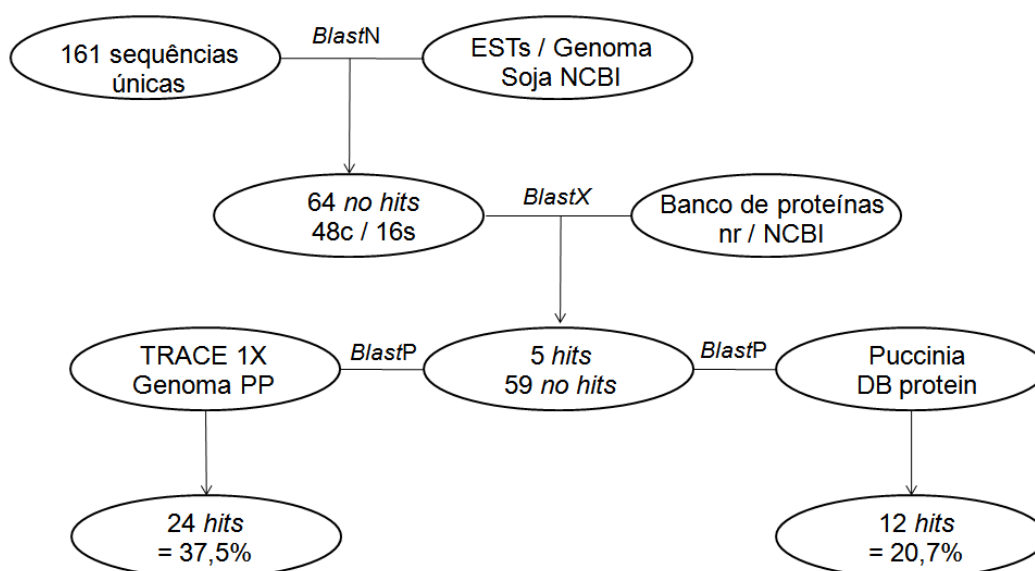 161 sequências
únicas
BlastN
ESTs / Genoma
Soja NCBI
64 no hits
48c / 16s
BlastX
Banco de proteínas
nr / NCBI
TRACE 1X
Genoma PP
BlastP
5 hits
59 no hits
BlastP
Puccinia
DB protein
24 hits
= 37,5%
12 hits
= 20,7%